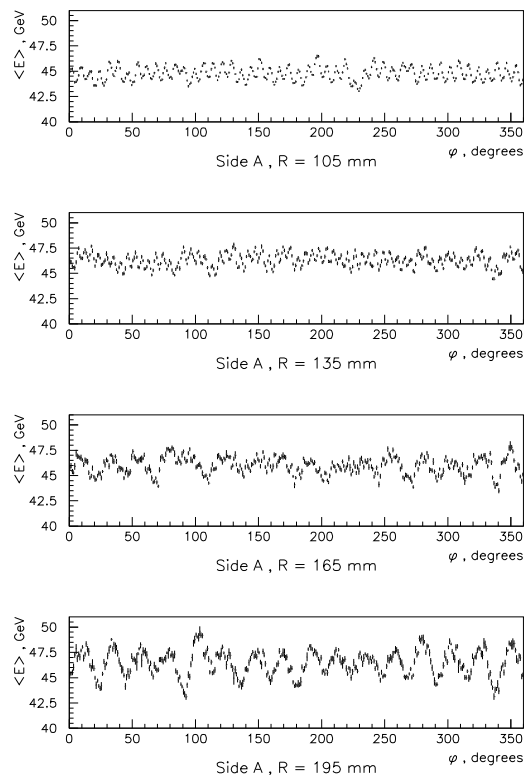 <E> , GeV
50
47.5
45
42.5
40
0 50 100 150 200 250 300 350
φ , degrees
Side A , R = 105 mm
<E> , GeV
50
47.5
45
42.5
40
0 50 100 150 200 250 300 350
φ , degrees
Side A , R = 135 mm
<E> , GeV
50
47.5
45
42.5
40
0 50 100 150 200 250 300 350
φ , degrees
Side A , R = 165 mm
<E> , GeV
50
47.5
45
42.5
40
0 50 100 150 200 250 300 350
φ , degrees
Side A , R = 195 mm